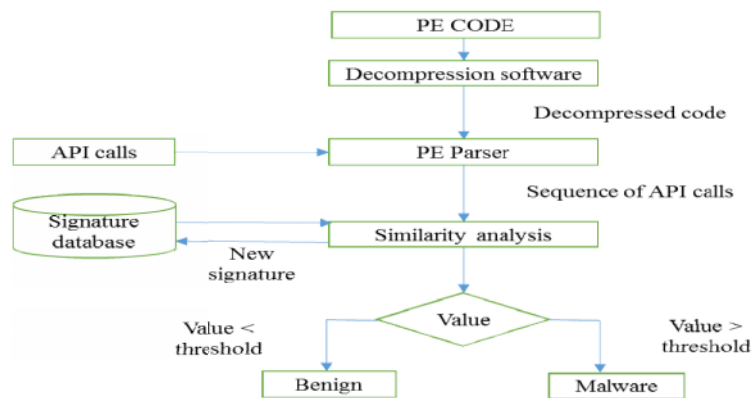 PE CODE
Decompression software
Decompressed code
API calls
PE Parser
Sequence of API calls
Signature
database
Similarity analysis
New
signature
Value <
threshold
Value
Value >
threshold
Benign
Malware